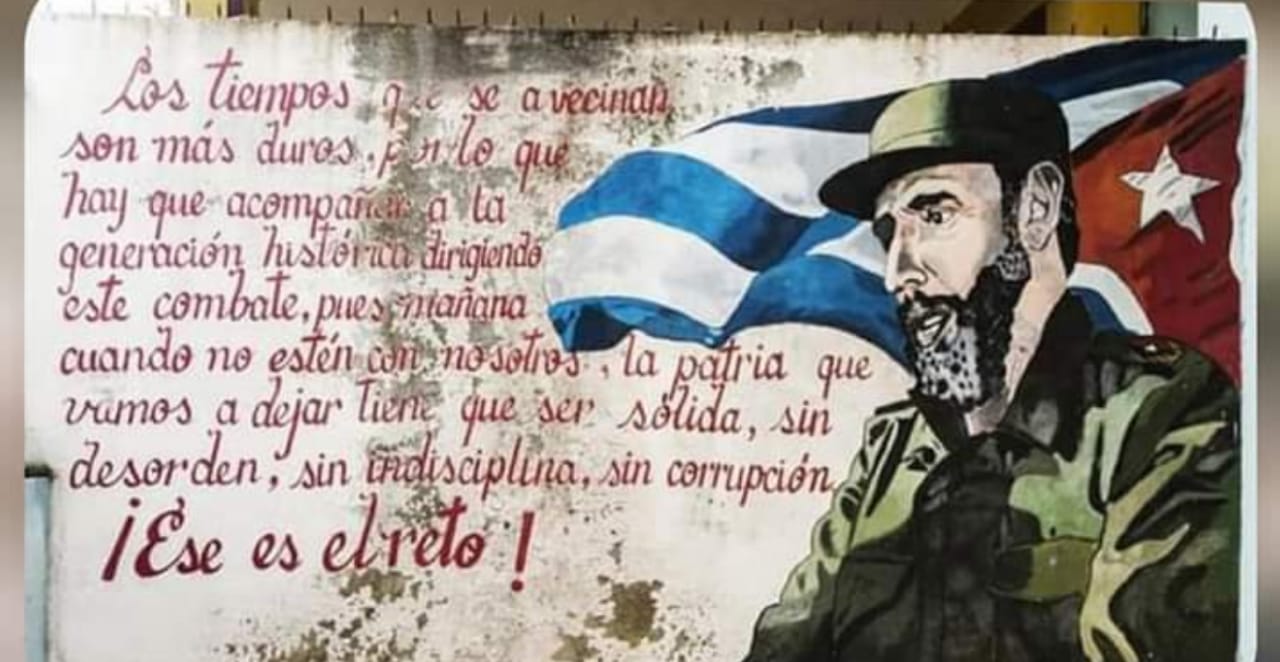 Los tiempos que se avecinan
son más duros, por lo que
hay que acompañar a la
generación histórica dirigiendo
este combate, pues mañana
cuando no estén con nosotros, la patria que
vamos a dejar tiene que ser sólida, sin
desorden, sin indisciplina, sin corrupción,
¡Ese es el reto!